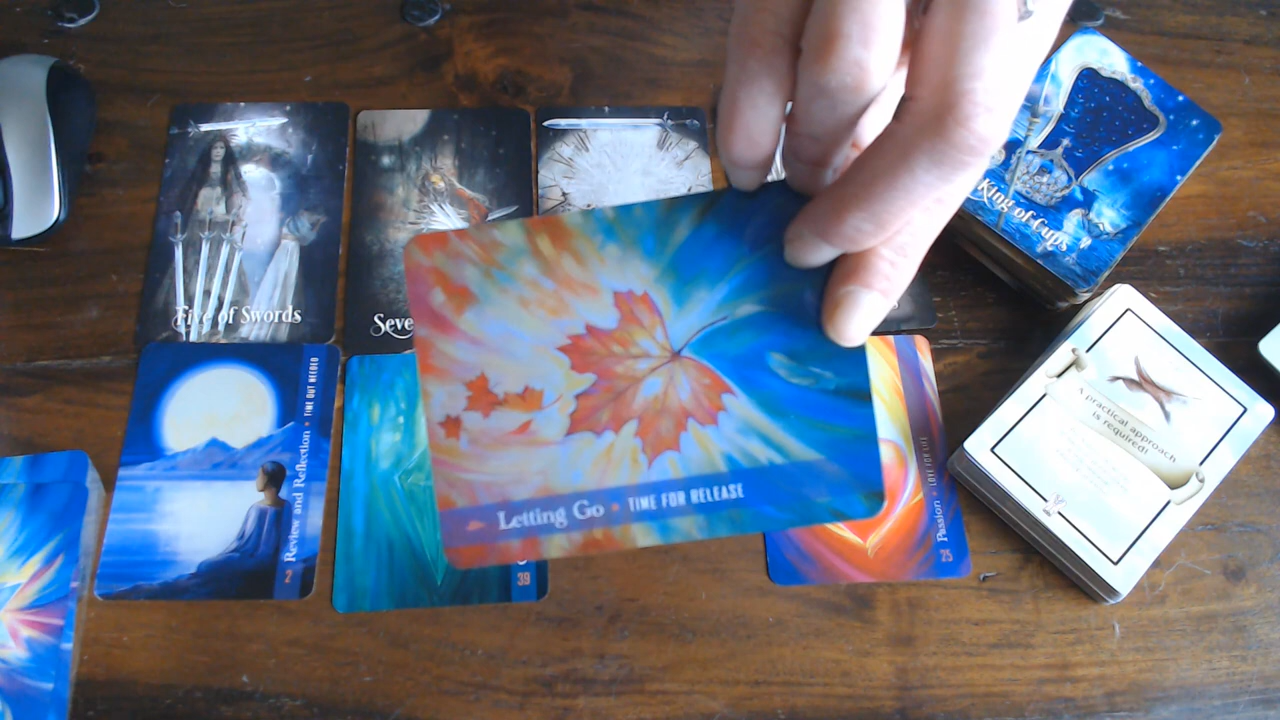 Five of Swords
Seve
King of Cups
A practical approach
is required!
Review and Reflection • TIME OUT NEEDED
2
39
Letting Go • TIME FOR RELEASE
Passion • LOVE FOR LIFE
25